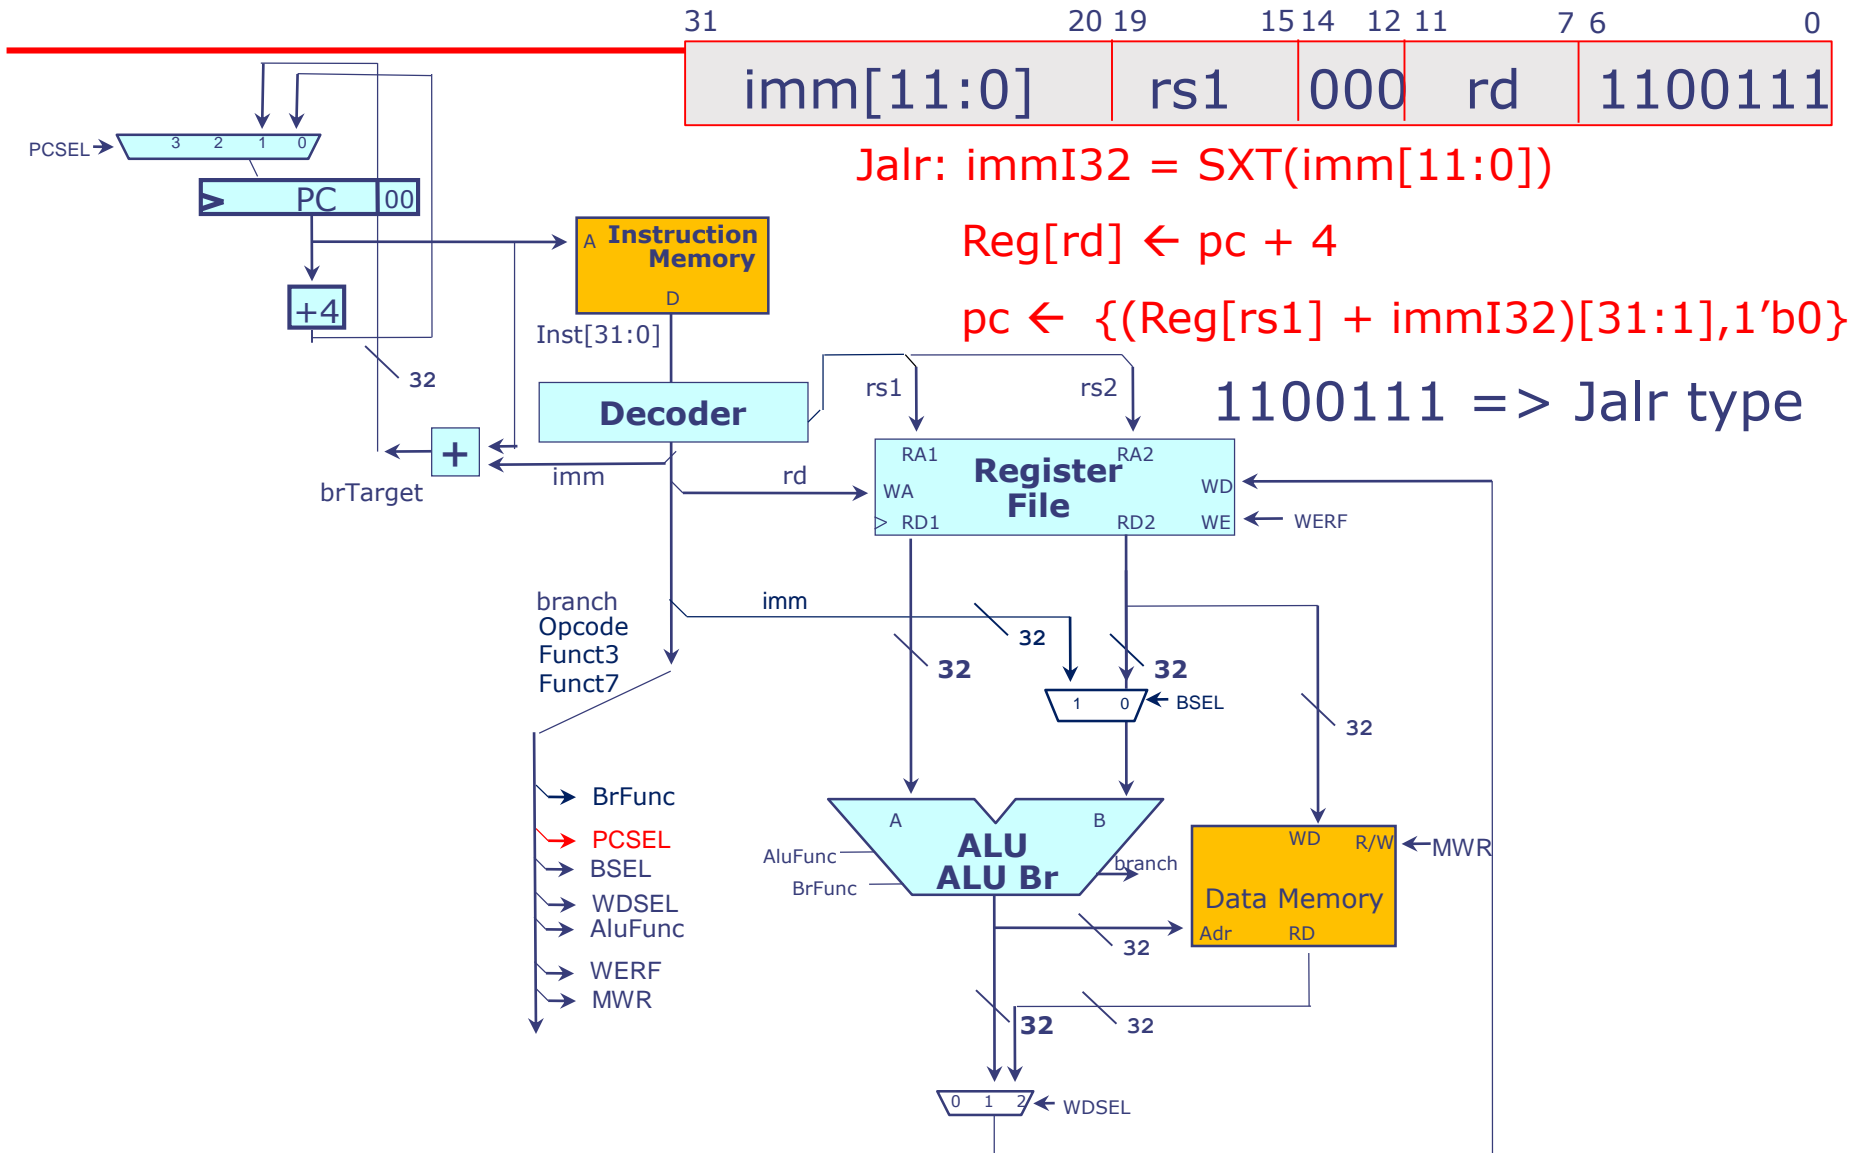 31 20 19 15 14 12 11 7 6 0
imm[11:0] rs1 000 rd 1100111
Jalr: immI32 = SXT(imm[11:0])
Reg[rd] ← pc + 4
pc ← {(Reg[rs1] + immI32)[31:1],1’b0}
1100111 => Jalr type
PCSEL
3 2 1 0
PC 00
+4
32
A Instruction
Memory
D
Inst[31:0]
Decoder
rs1 rs2
+
brTarget
imm
rd
RA1 RA2
Register
File
WA WD
RD1 RD2 WE
WERF
branch
Opcode
Funct3
Funct7
imm
32
32
32
1 0
BSEL
32
BrFunc
PCSEL
BSEL
WDSEL
AluFunc
WERF
MWR
A B
ALU
ALU Br
AluFunc
BrFunc
branch
WD R/W
MWR
Data Memory
Adr RD
32
32
32
0 1 2
WDSEL